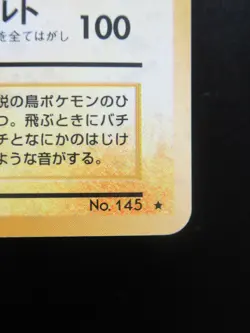 ルト 100
を全てはがし
説の鳥ポケモンのひ
つ。飛ぶときにバチ
チとなにかのはじけ
ような音がする。
No. 145 ★